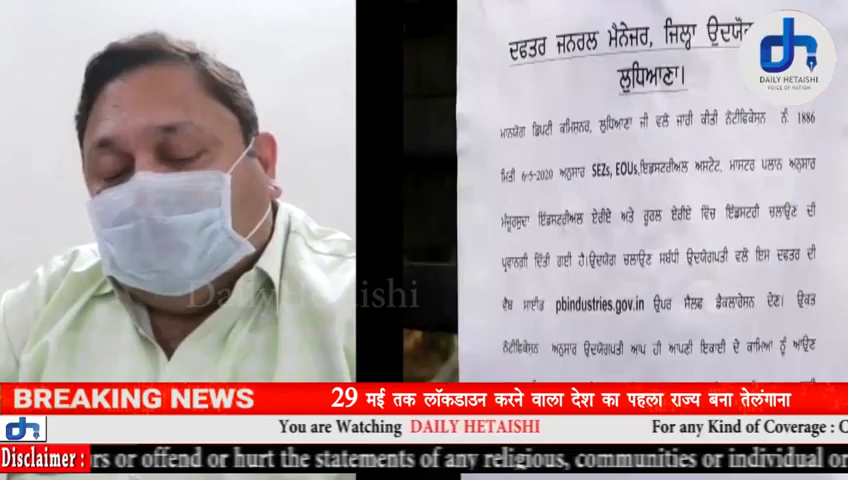 ਦਫਤਰ ਜਨਰਲ ਮੈਨੇਜਰ, ਜਿਲ੍ਹਾ ਉਦਯੋਗ
ਲੁਧਿਆਣਾ।
DAILY HETAISHI
VOICE OF NATION
ਮਾਨਯੋਗ ਡਿਪਟੀ ਕਮਿਸ਼ਨਰ, ਲੁਧਿਆਣਾ ਜੀ ਵਲੋਂ ਜਾਰੀ ਕੀਤੀ ਨੋਟੀਫਿਕੇਸ਼ਨ ਨੰ 1886
ਮਿਤੀ 6-5-2020 ਅਨੁਸਾਰ SEZs, EOUs,ਇੰਡਸਟਰੀਅਲ ਅਸਟੇਟ, ਮਾਸਟਰ ਪਲਾਨ ਅਨੁਸਾਰ
ਮੰਜੂਰਸ਼ੁਦਾ ਇੰਡਸਟਰੀਅਲ ਏਰੀਏ ਅਤੇ ਰੂਰਲ ਏਰੀਏ ਵਿੱਚ ਇੰਡਸਟਰੀ ਚਲਾਉਣ ਦੀ
ਪ੍ਰਵਾਨਗੀ ਦਿੱਤੀ ਗਈ ਹੈ।ਉਦਯੋਗ ਚਲਾਉਣ ਸਬੰਧੀ ਉਦਯੋਗਪਤੀ ਵਲੋਂ ਇਸ ਦਫਤਰ ਦੀ
ਵੈਬ ਸਾਈਡ pbindustries.gov.in ਉਪਰ ਸੈਲਫ ਡੈਕਲਾਰੇਸ਼ਨ ਦੇਣ। ਉਕਤ
ਨੋਟੀਫਿਕੇਸ਼ਨ ਅਨੁਸਾਰ ਉਦਯੋਗਪਤੀ ਆਪ ਹੀ ਆਪਣੀ ਇਕਾਈ ਦੇ ਕਾਮਿਆਂ ਨੂੰ ਆਉਣ
Daily Hetaishi
BREAKING NEWS
29 मई तक लॉकडाउन करने वाला देश का पहला राज्य बना तेलंगाना
You are Watching DAILY HETAISHI
For any Kind of Coverage : C
Disclaimer :
rs or offend or hurt the statements of any religious, communities or individual or